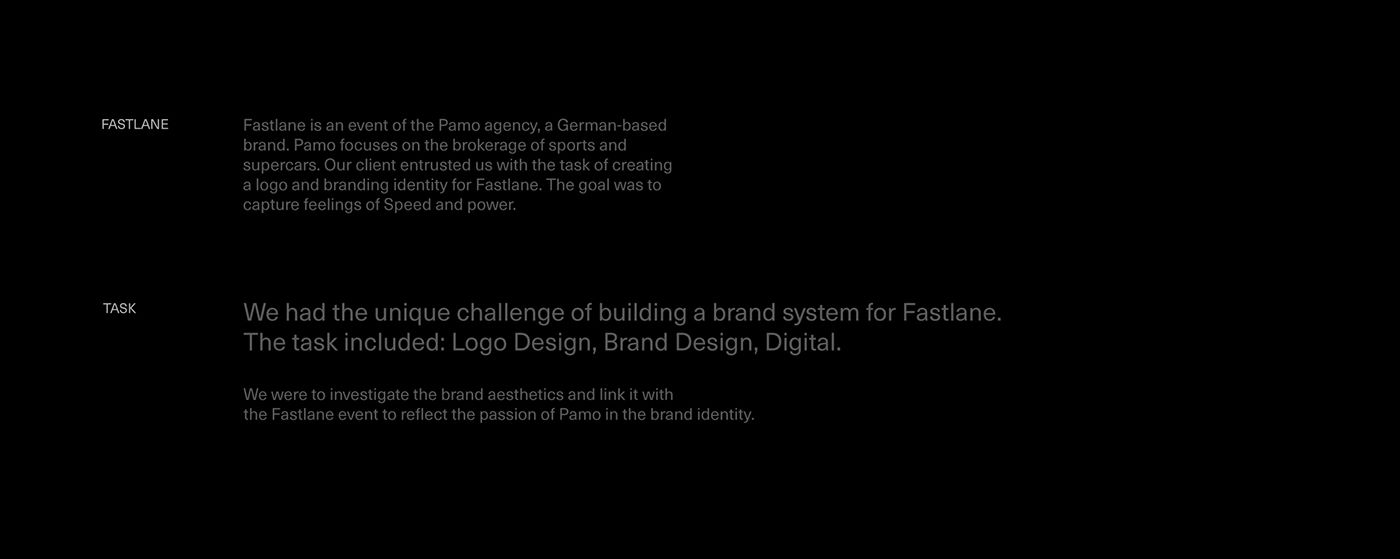 FASTLANE
Fastlane is an event of the Pamo agency, a German-based
brand. Pamo focuses on the brokerage of sports and
supercars. Our client entrusted us with the task of creating
a logo and branding identity for Fastlane. The goal was to
capture feelings of Speed and power.
TASK
We had the unique challenge of building a brand system for Fastlane.
The task included: Logo Design, Brand Design, Digital.
We were to investigate the brand aesthetics and link it with
the Fastlane event to reflect the passion of Pamo in the brand identity.